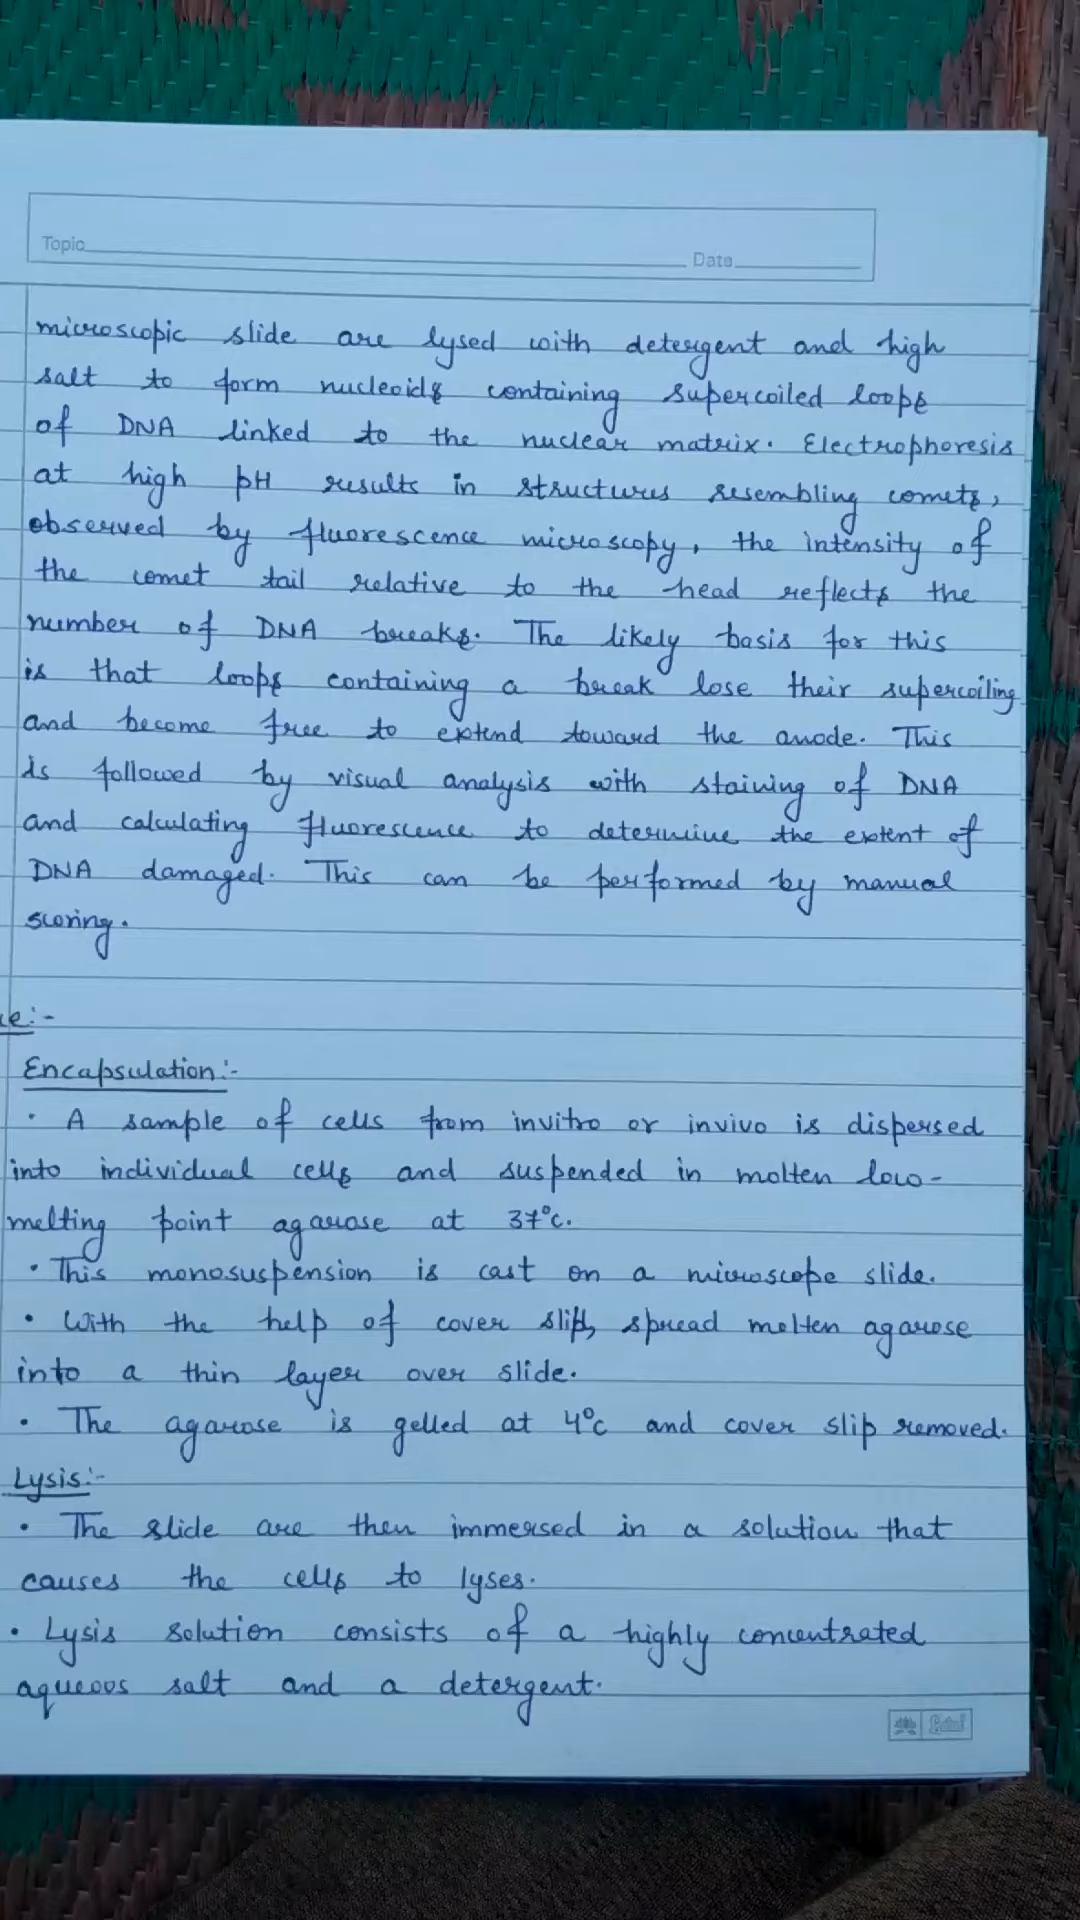 Topic Date
microscopic slide are lysed with detergent and high
salt to form nucleoids containing supercoiled loops
of DNA linked to the nuclear matrix. Electrophoresis
at high pH results in structures resembling comets,
observed by fluorescence microscopy, the intensity of
the comet tail relative to the head reflects the
number of DNA breaks. The likely basis for this
is that loops containing a break lose their supercoiling
and become free to extend toward the anode. This
is followed by visual analysis with staining of DNA
and calculating fluorescence to determine the extent of
DNA damaged. This can be performed by manual
scoring.
Encapsulation:-
• A sample of cells from invitro or invivo is dispersed
into individual cells and suspended in molten low-
melting point agarose at 37°c.
• This monosuspension is cast on a microscope slide.
• With the help of cover slip, spread molten agarose
into a thin layer over slide.
• The agarose is gelled at 4°c and cover slip removed.
Lysis:-
• The slide are then immersed in a solution that
causes the cells to lyses.
• Lysis solution consists of a highly concentrated
aqueous salt and a detergent.